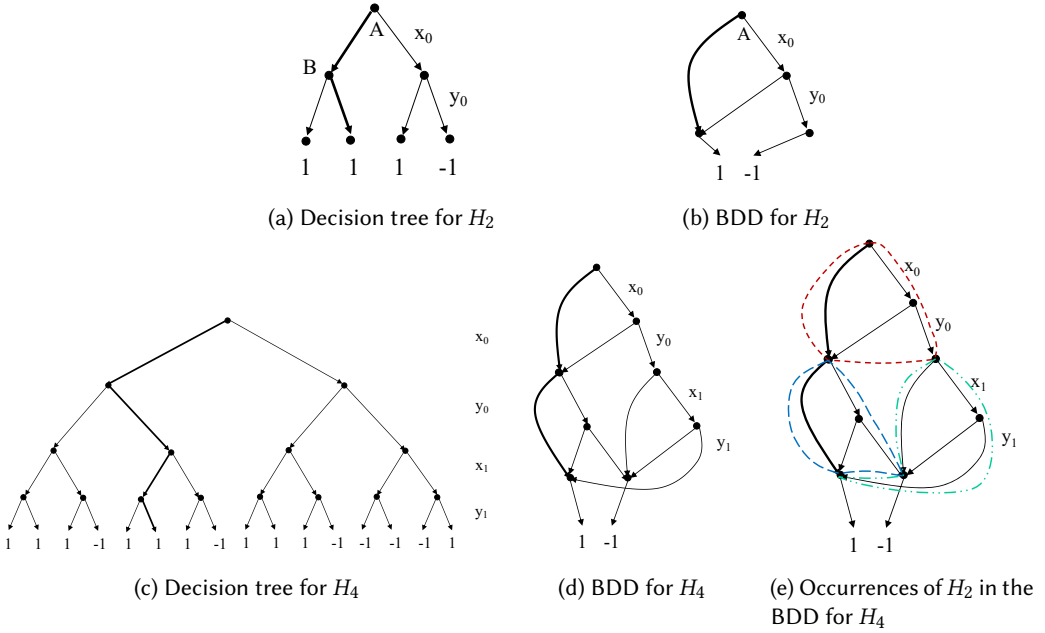 A
x0
B
y0
1 1 1 -1
(a) Decision tree for H2
A
x0
y0
1 -1
(b) BDD for H2
x0
y0
x1
y1
1 1 1 -1 1 1 1 -1 1 1 1 -1 -1 -1 -1 1
(c) Decision tree for H4
x0
y0
x1
y1
1 -1
(d) BDD for H4
x0
y0
x1
y1
1 -1
(e) Occurrences of H2 in the
BDD for H4